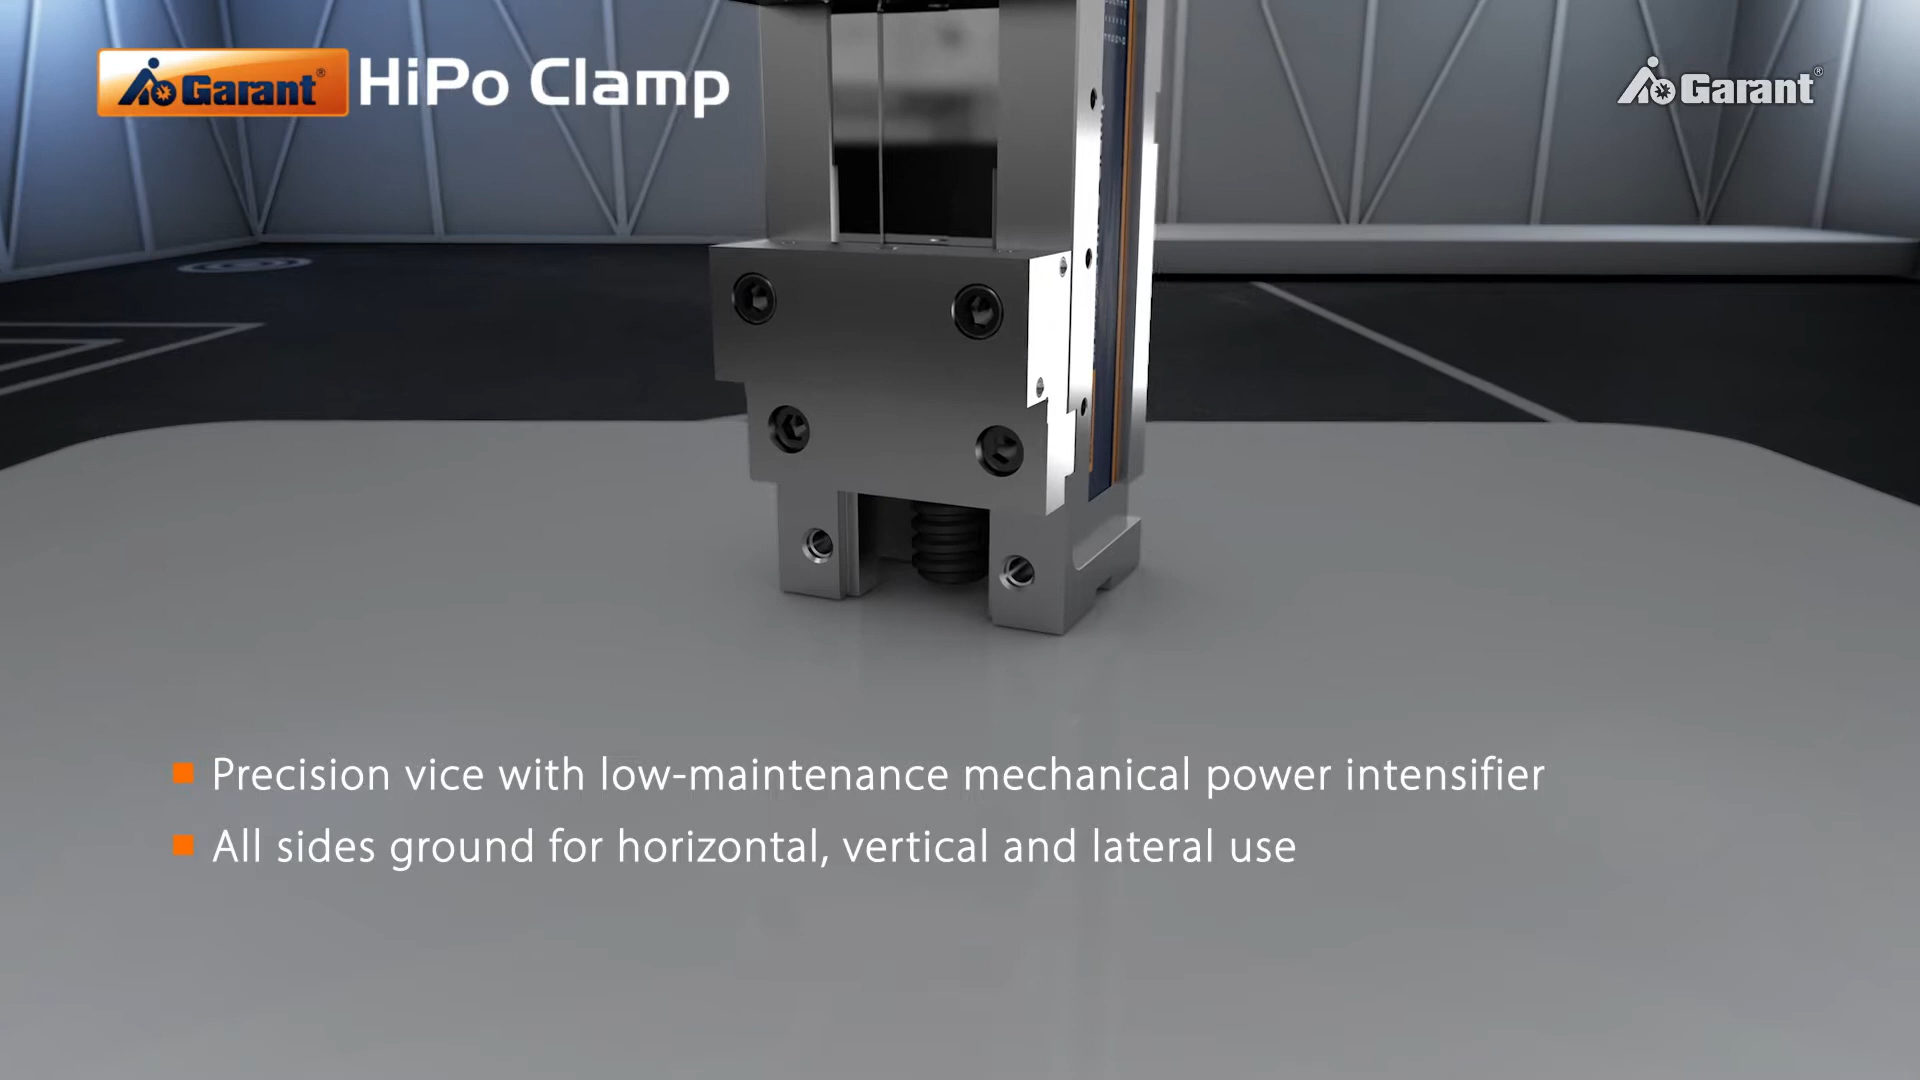 Garant® HiPo Clamp
Garant®
Precision vice with low-maintenance mechanical power intensifier
All sides ground for horizontal, vertical and lateral use